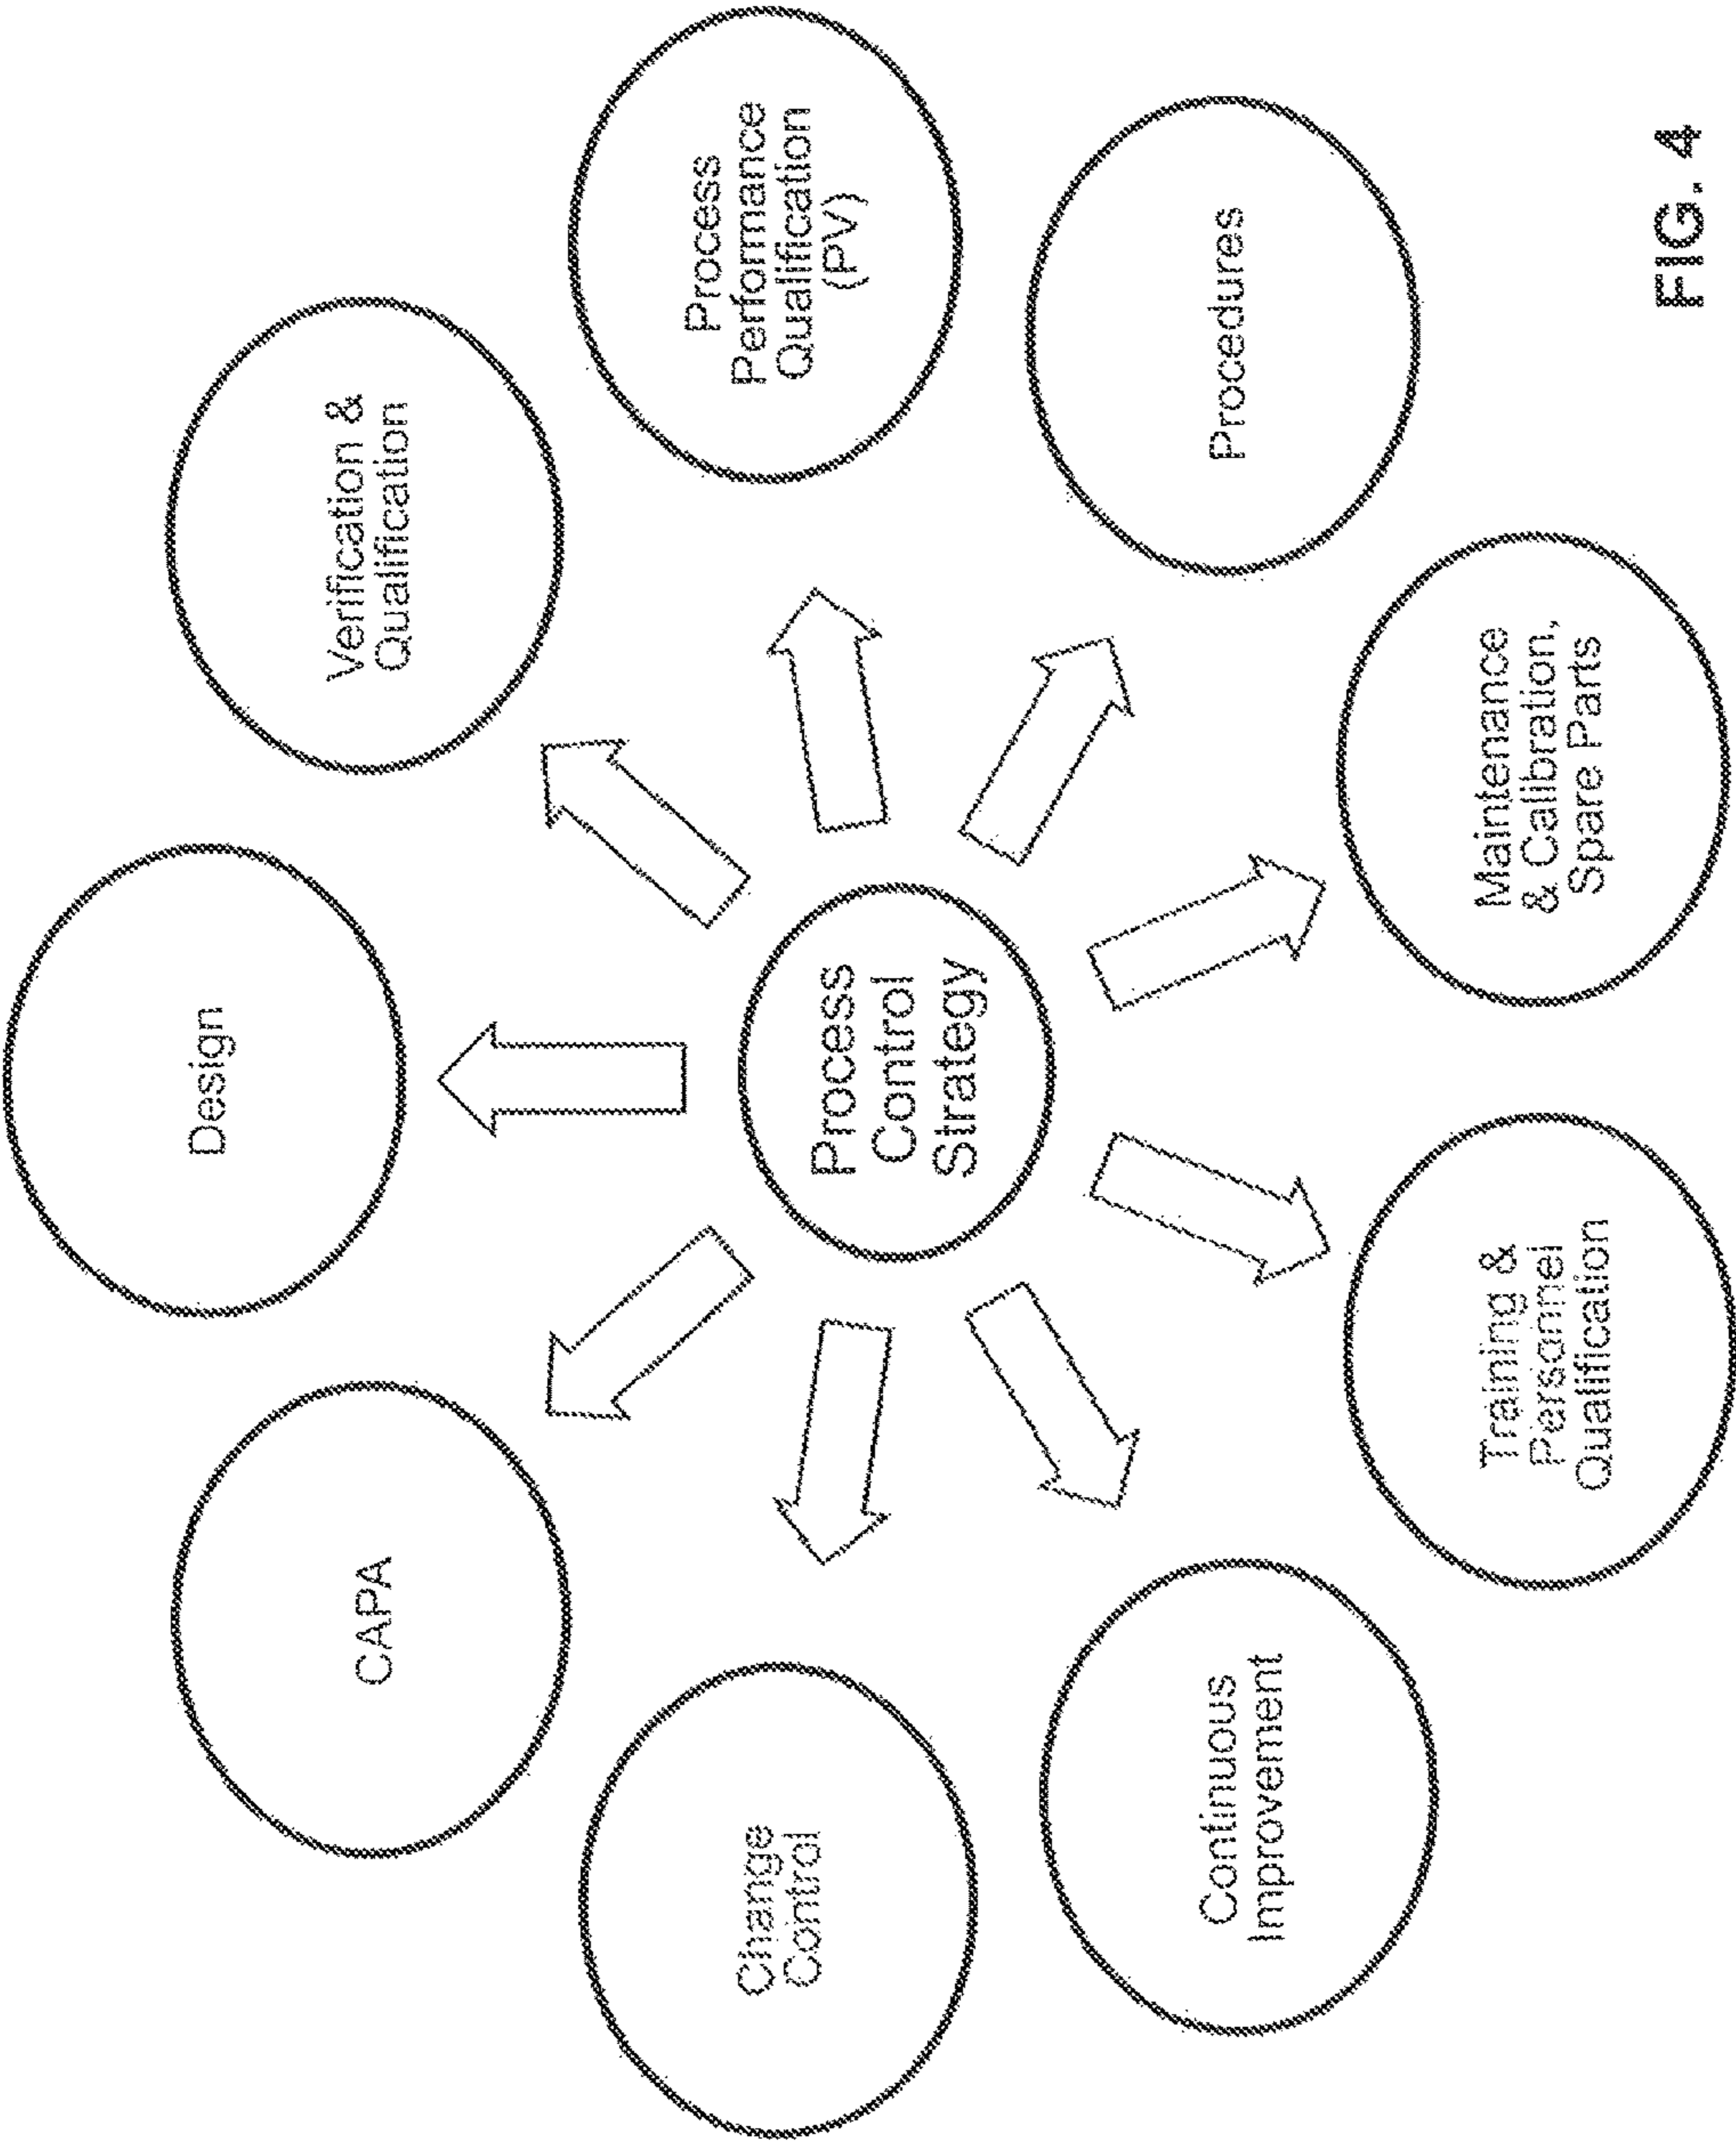 Design
Verification &
Qualification
Process
Performance
Qualification
(PV)
Procedures
Maintenance
& Calibration,
Spare Parts
Training &
Personnel
Qualification
Continuous
Improvement
Change
Control
CAPA
Process
Control
Strategy
FIG. 4